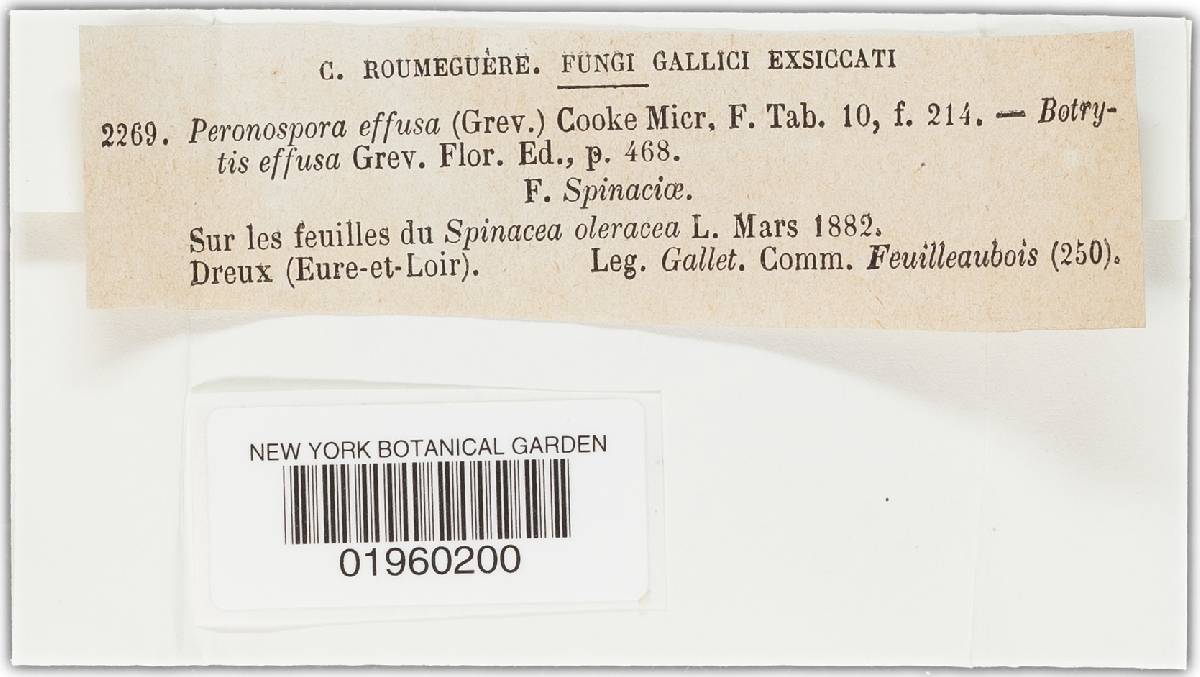 C. ROUMEGUÈRE. FUNGI GALLICI EXSICCATI
2269. Peronospora effusa (Grev.) Cooke Micr. F. Tab. 10, f. 214. — Botry-
tis effusa Grev. Flor. Ed., p. 468.
F. Spinaciæ.
Sur les feuilles du Spinacea oleracea L. Mars 1882.
Dreux (Eure-et-Loir). Leg. Gallet. Comm. Feuilleaubois (250).
NEW YORK BOTANICAL GARDEN
01960200